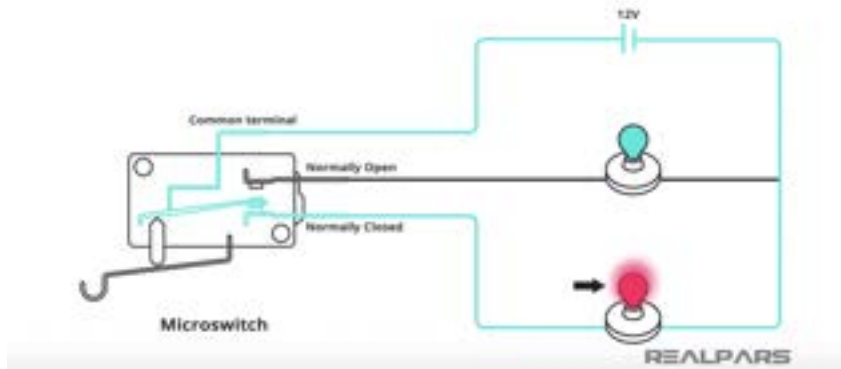 12V
Common terminal
Normally Open
Normally Closed
Microswitch
REALPARS